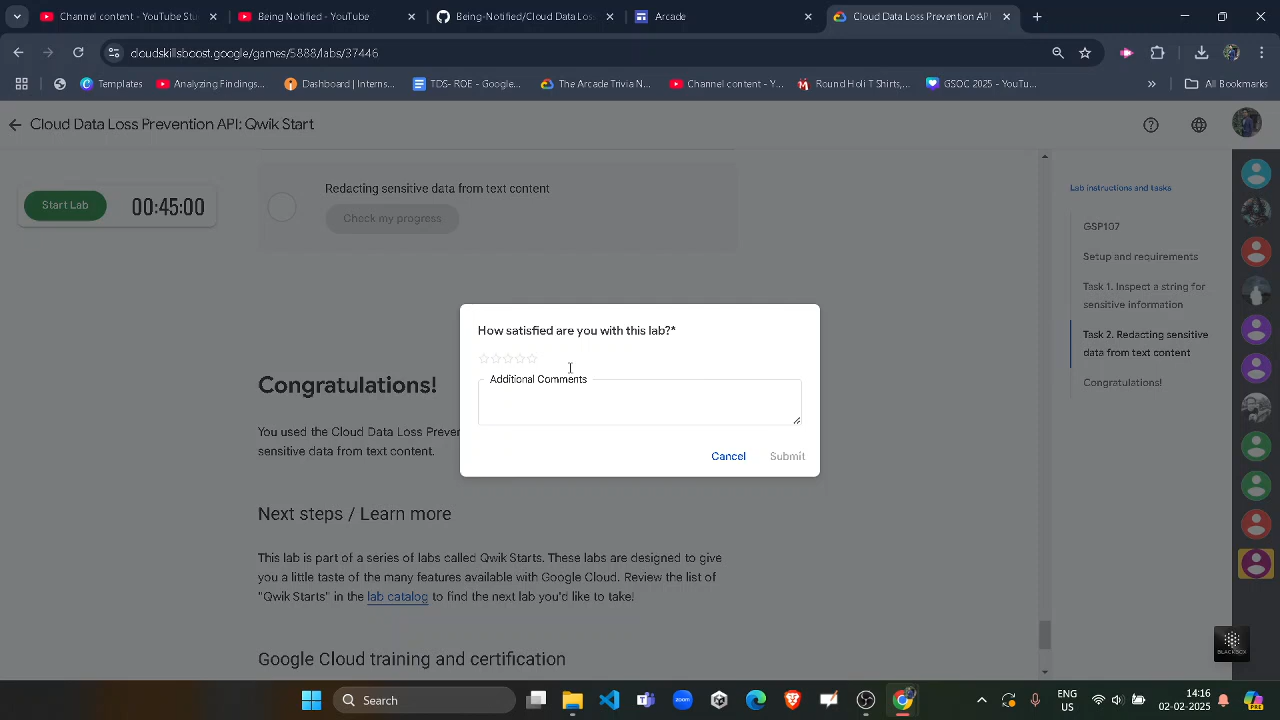 Channel content - YouTube Stu
Being Notified - YouTube
Being-Notified/Cloud Data Loss
Arcade
Cloud Data Loss Prevention API
cloudskillsboost.google/games/5888/labs/37446
Templates
Analyzing Findings...
Dashboard | Interns...
TDS- ROE - Google...
The Arcade Trivia N...
Channel content - Y...
Round Holi T Shirts,...
GSOC 2025 - YouTu...
All Bookmarks
Cloud Data Loss Prevention API: Qwik Start
Start Lab
00:45:00
Redacting sensitive data from text content
Check my progress
Lab instructions and tasks
GSP107
Setup and requirements
Task 1. Inspect a string for
sensitive information
Task 2. Redacting sensitive
data from text content
Congratulations!
How satisfied are you with this lab?*
Additional Comments
Cancel
Submit
Congratulations!
You used the Cloud Data Loss Preven
sensitive data from text content.
Next steps / Learn more
This lab is part of a series of labs called Qwik Starts. These labs are designed to give
you a little taste of the many features available with Google Cloud. Review the list of
"Qwik Starts" in the lab catalog to find the next lab you'd like to take!
Google Cloud training and certification
BLACKBOX
Search
zoom
ENG
US
14:16
02-02-2025
PRE